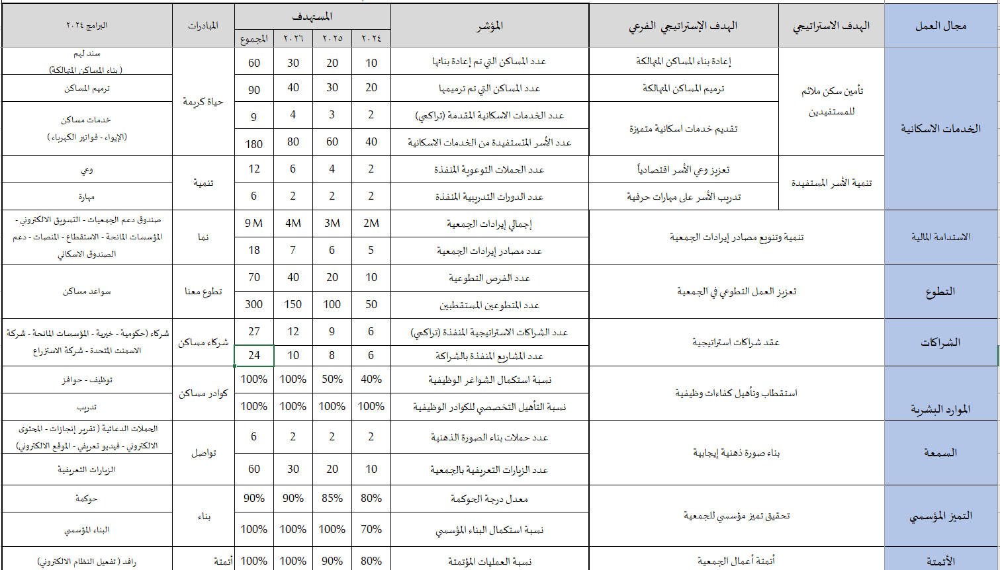 مجال العمل
الهدف الاستراتيجي
الهدف الإستراتيجي الفرعي
المؤشر
المستهدف
٢٠٢٤
٢٠٢٥
٢٠٢٦
المجموع
المبادرات
البرامج ٢٠٢٤
الخدمات الاسكانية
تأمين سكن ملائم
للمستفيدين
إعادة بناء المساكن المتهالكة
عدد المساكن التي تم إعادة بنائها
10
20
30
60
حياة كريمة
سند لهم
( بناء المساكن المتهالكة)
ترميم المساكن المتهالكة
عدد المساكن التي تم ترميمها
20
30
40
90
ترميم المساكن
تقديم خدمات اسكانية متميزة
عدد الخدمات الاسكانية المقدمة (تراكمي)
2
3
4
9
خدمات مساكن
(الإيواء - فواتير الكهرباء )
عدد الأسر المتستفيدة من الخدمات الاسكانية
40
60
80
180
تنمية الأسر المستفيدة
تعزيز وعي الأسر اقتصادياً
عدد الحملات التوعوية المنفذة
2
4
6
12
تنمية
وعي
تدريب الأسر على مهارات حرفية
عدد الدورات التدريبية المنفذة
2
2
2
6
مهارة
الاستدامة المالية
تنمية وتنويع مصادر إيرادات الجمعية
إجمالي إيرادات الجمعية
2M
3M
4M
9 M
نما
صندوق دعم الجمعيات - التسويق الالكتروني -
المؤسسات المانحة - الاستقطاع - المنصات - دعم
الصندوق الاسكاني
عدد مصادر إيرادات الجمعية
5
6
7
18
التطوع
تعزيز العمل التطوعي في الجمعية
عدد الفرص التطوعية
10
20
40
70
تطوع معنا
سواعد مساكن
عدد المتطوعين المستقطبين
50
100
150
300
الشراكات
عقد شراكات استراتيجية
عدد الشراكات الاستراتيجية المنفذة (تراكمي)
6
9
12
27
شركاء مساكن
شركاء (حكومية - خيرية - المؤسسات المانحة - شركة
الاسمنت المتحدة - شركة الاستزراع
عدد المشاريع المنفذة بالشراكة
6
8
10
24
الموارد البشرية
استقطاب وتأهيل كفاءات وظيفية
نسبة استكمال الشواغر الوظيفية
40%
50%
100%
100%
كوادر مساكن
توظيف - حوافز
نسبة التأهيل التخصصي للكوادر الوظيفية
100%
100%
100%
100%
تدريب
السمعة
بناء صورة ذهنية إيجابية
عدد حملات بناء الصورة الذهنية
2
2
2
6
تواصل
الحملات الدعائية ( تقرير إنجازات - المحتوى
الالكتروني - فيديو تعريفي - الموقع الالكتروني)
عدد الزيارات التعريفية بالجمعية
10
20
30
60
الزيارات التعريفية
التميز المؤسسي
تحقيق تميز مؤسسي للجمعية
معدل درجة الحوكمة
80%
85%
90%
90%
بناء
حوكمة
نسبة استكمال البناء المؤسسي
70%
100%
100%
100%
البناء المؤسسي
الأتمتة
أتمتة أعمال الجمعية
نسبة العمليات المؤتمتة
80%
90%
100%
100%
أتمتة
رافد ( تفعيل النظام الالكتروني)